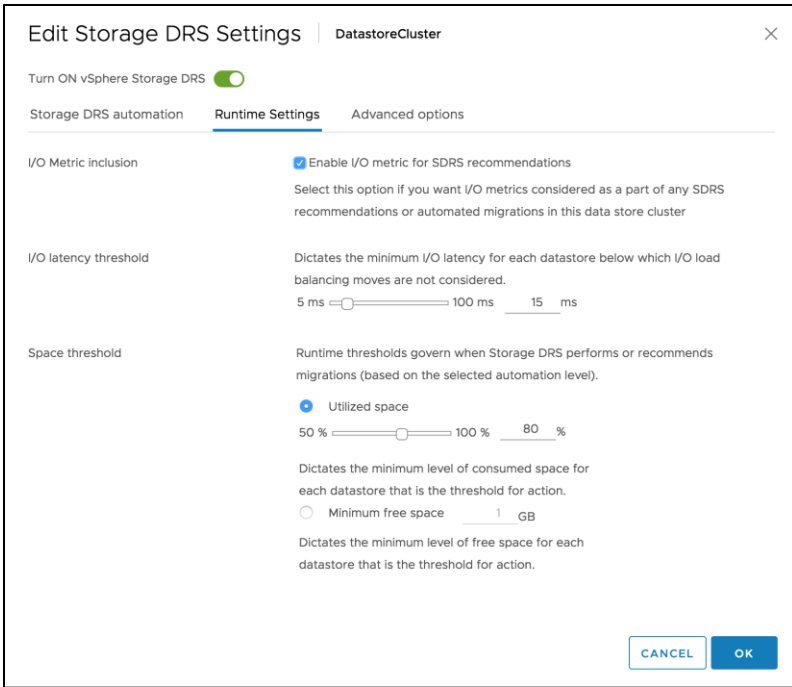 Edit Storage DRS Settings DatastoreCluster
Turn ON vSphere Storage DRS
Storage DRS automation Runtime Settings Advanced options
I/O Metric inclusion Enable I/O metric for SDRS recommendations
Select this option if you want I/O metrics considered as a part of any SDRS
recommendations or automated migrations in this data store cluster
I/O latency threshold Dictates the minimum I/O latency for each datastore below which I/O load
balancing moves are not considered.
5 ms 100 ms 15 ms
Space threshold Runtime thresholds govern when Storage DRS performs or recommends
migrations (based on the selected automation level).
Utilized space
50 % 100 % 80 %
Dictates the minimum level of consumed space for
each datastore that is the threshold for action.
Minimum free space 1 GB
Dictates the minimum level of free space for each
datastore that is the threshold for action.
CANCEL OK